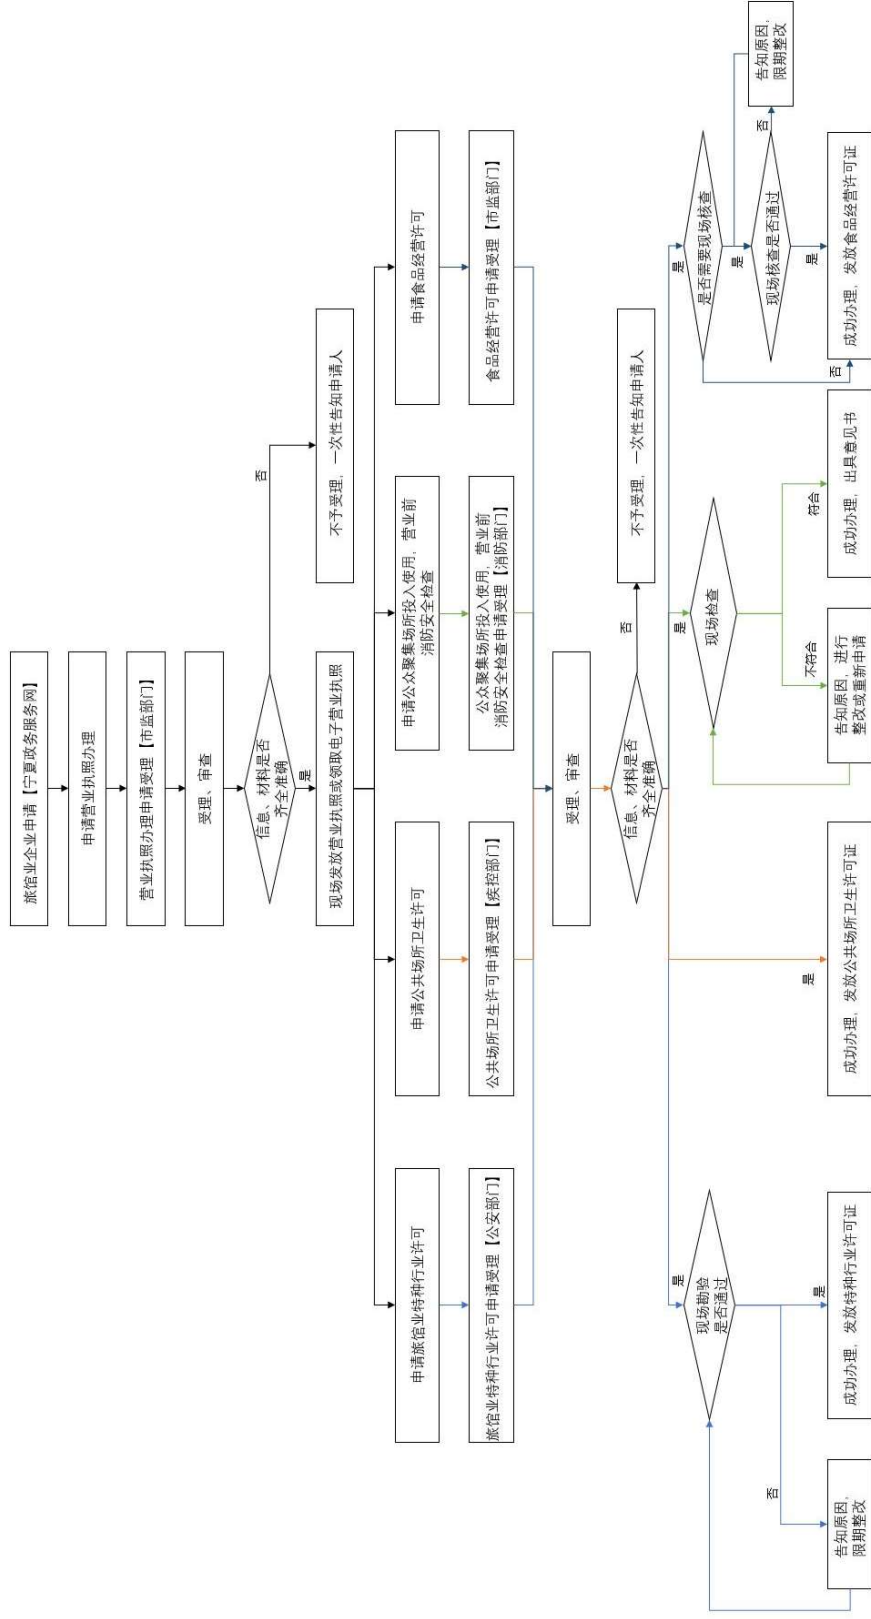 旅馆业企业申请【宁夏政务服务网】
申请营业执照办理
营业执照办理申请受理【市监部门】
受理、审查
信息、材料是否
齐全准确
否
是
不予受理，一次性告知申请人
现场发放营业执照或领取电子营业执照
申请旅馆业特种行业许可
申请公共场所卫生许可
申请公众聚集场所投入使用，营业前
消防安全检查
申请食品经营许可
旅馆业特种行业许可申请受理【公安部门】
公共场所卫生许可申请受理【疾控部门】
公众聚集场所投入使用，营业前
消防安全检查申请受理【消防部门】
食品经营许可申请受理【市监部门】
受理、审查
信息、材料是否
齐全准确
否
不予受理，一次性告知申请人
是
现场勘验
是否通过
否
告知原因，
限期整改
是
成功办理，发放特种行业许可证
是
成功办理，发放公共场所卫生许可证
是
现场检查
不符合
告知原因，进行
整改或重新申请
符合
成功办理，出具意见书
是
是否需要现场核查
否
是
现场核查是否通过
否
告知原因，
限期整改
是
成功办理，发放食品经营许可证